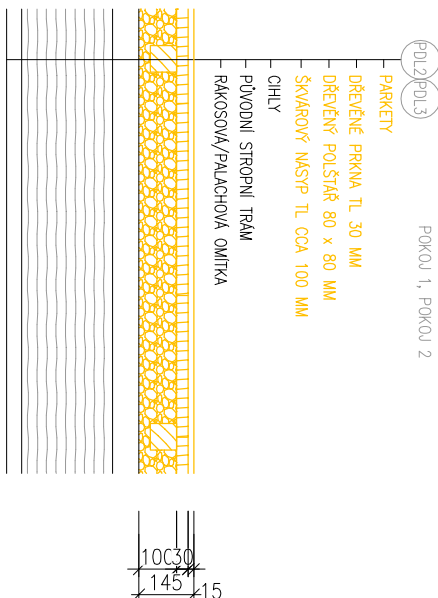 PDL2 PDL3
POKOJ 1, POKOJ 2
PARKETY
DŘEVĚNÉ PRKNA TL 30 MM
DŘEVĚNÝ POLŠTÁŘ 80 x 80 MM
ŠKVÁROVÝ NÁSYP TL CCA 100 MM
CIHLY
PŮVODNÍ STROPNÍ TRÁM
RÁKOSOVÁ/PALACHOVÁ OMÍTKA
100 30
145 15